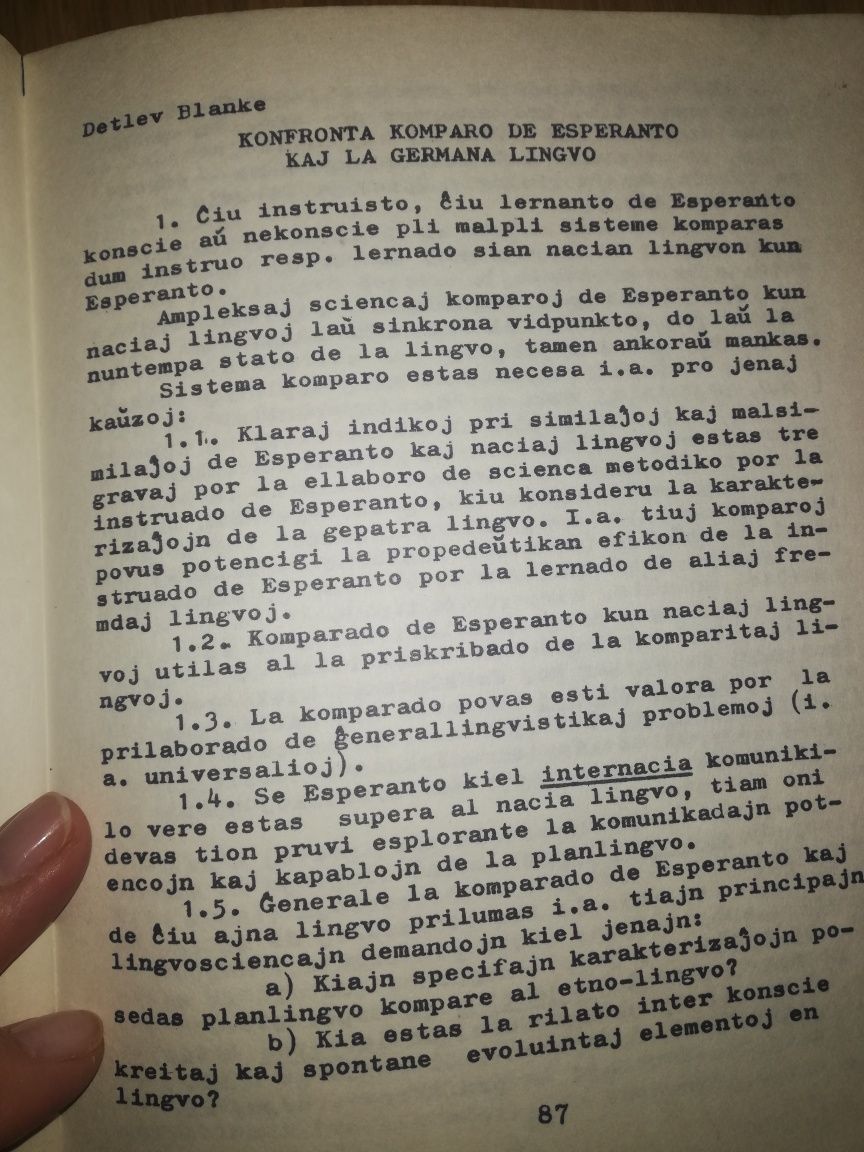 Detlev Blanke
KONFRONTA KOMPARO DE ESPERANTO
KAJ LA GERMANA LINGVO
1. Ĉiu instruisto, ĉiu lernanto de Esperanto
konscie aŭ nekonscie pli malpli sisteme komparas
dum instruo resp. lernado sian nacian lingvon kun
Esperanto.
Ampleksaj sciencaj komparoj de Esperanto kun
naciaj lingvoj laŭ sinkrona vidpunkto, do laŭ la
nuntempa stato de la lingvo, tamen ankoraŭ mankas.
Sistema komparo estas necesa i.a. pro jenaj
kaŭzoj:
1.1. Klaraj indikoj pri similaĵoj kaj malsi-
milaĵoj de Esperanto kaj naciaj lingvoj estas tre
gravaj por la ellaboro de scienca metodiko por la
instruado de Esperanto, kiu konsideru la karakte-
rizaĵojn de la gepatra lingvo. I.a. tiuj komparoj
povus potencigi la propedeŭtikan efikon de la in-
struado de Esperanto por la lernado de aliaj fre-
mdaj lingvoj.
1.2. Komparado de Esperanto kun naciaj ling-
voj utilas al la priskribado de la komparitaj li-
ngvoj.
1.3. La komparado povas esti valora por la
prilaborado de ĝenerallingvistikaj problemoj (i.
a. universalioj).
1.4. Se Esperanto kiel internacia komuniki-
lo vere estas supera al nacia lingvo, tiam oni
devas tion pruvi esplorante la komunikadajn pot-
encojn kaj kapablojn de la planlingvo.
1.5. Ĝenerale la komparado de Esperanto kaj
de ĉiu ajna lingvo prilumas i.a. tiajn principajn
lingvosciencajn demandojn kiel jenajn:
a) Kiajn specifajn karakterizaĵojn po-
sedas planlingvo kompare al etno-lingvo?
b) Kia estas la rilato inter konscie
kreitaj kaj spontane evoluintaj elementoj en
lingvo?
87